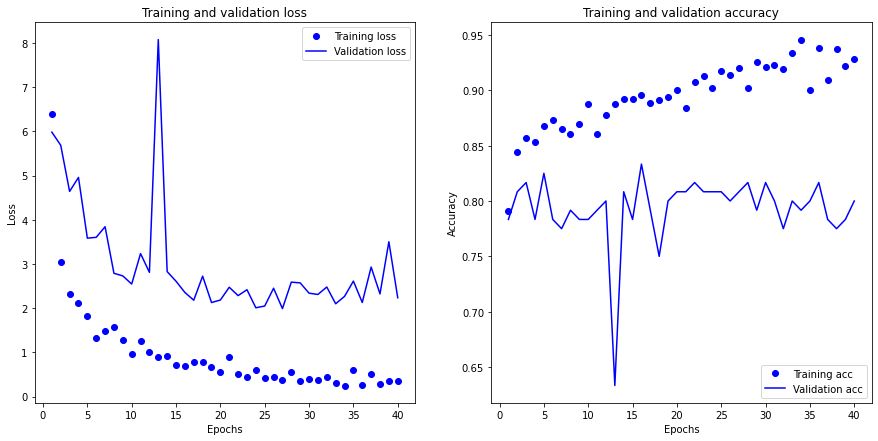 Training and validation loss
8
7
6
5
4
3
2
1
0
Loss
Training loss
Validation loss
0 5 10 15 20 25 30 35 40
Epochs
Training and validation accuracy
0.95
0.90
0.85
0.80
0.75
0.70
0.65
Accuracy
Training acc
Validation acc
0 5 10 15 20 25 30 35 40
Epochs